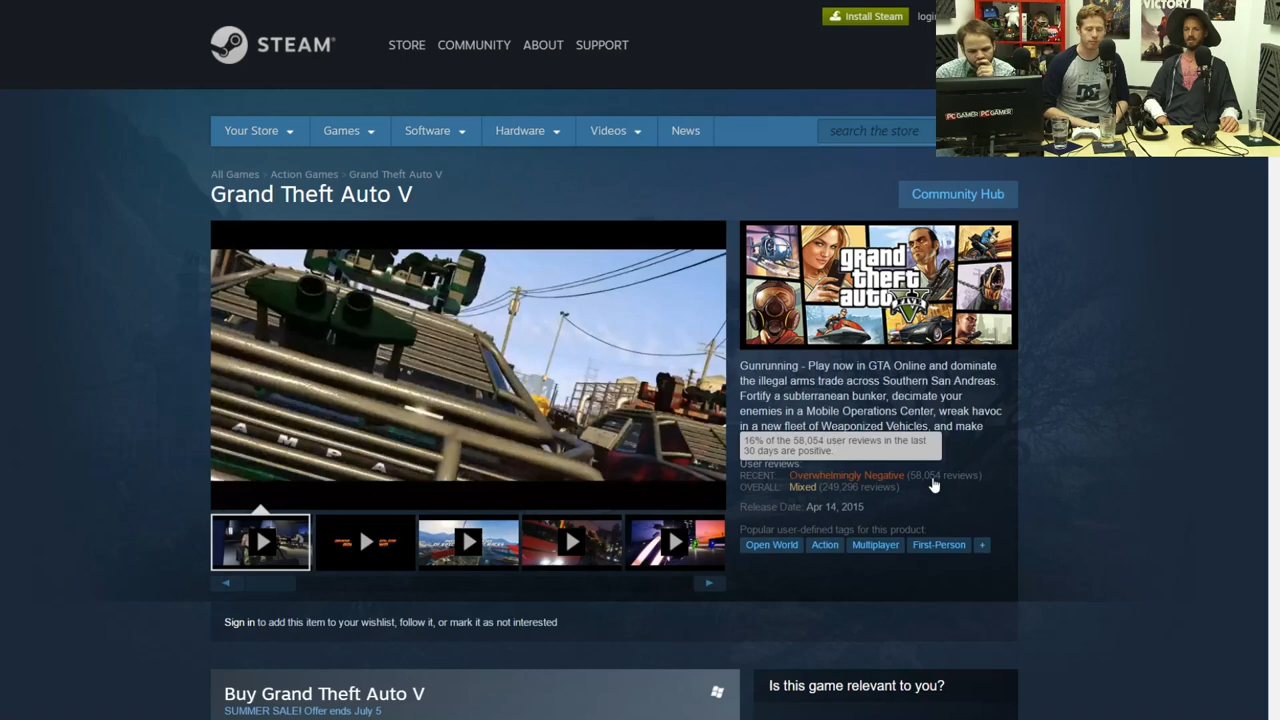 Install Steam
login
STEAM®
STORE COMMUNITY ABOUT SUPPORT
VICTORY
PC GAMER PC GAMER
Your Store Games Software Hardware Videos News
search the store
All Games > Action Games > Grand Theft Auto V
Grand Theft Auto V
Community Hub
grand
theft
auto
V
FIVE
AMPA
Gunrunning - Play now in GTA Online and dominate
the illegal arms trade across Southern San Andreas.
Fortify a subterranean bunker, decimate your
enemies in a Mobile Operations Center, wreak havoc
in a new fleet of Weaponized Vehicles, and make
16% of the 58,054 user reviews in the last
30 days are positive.
User reviews:
RECENT: Overwhelmingly Negative (58,054 reviews)
OVERALL: Mixed (249,296 reviews)
Release Date: Apr 14, 2015
Popular user-defined tags for this product:
Open World Action Multiplayer First-Person +
Sign in to add this item to your wishlist, follow it, or mark it as not interested
Buy Grand Theft Auto V
SUMMER SALE! Offer ends July 5
Is this game relevant to you?